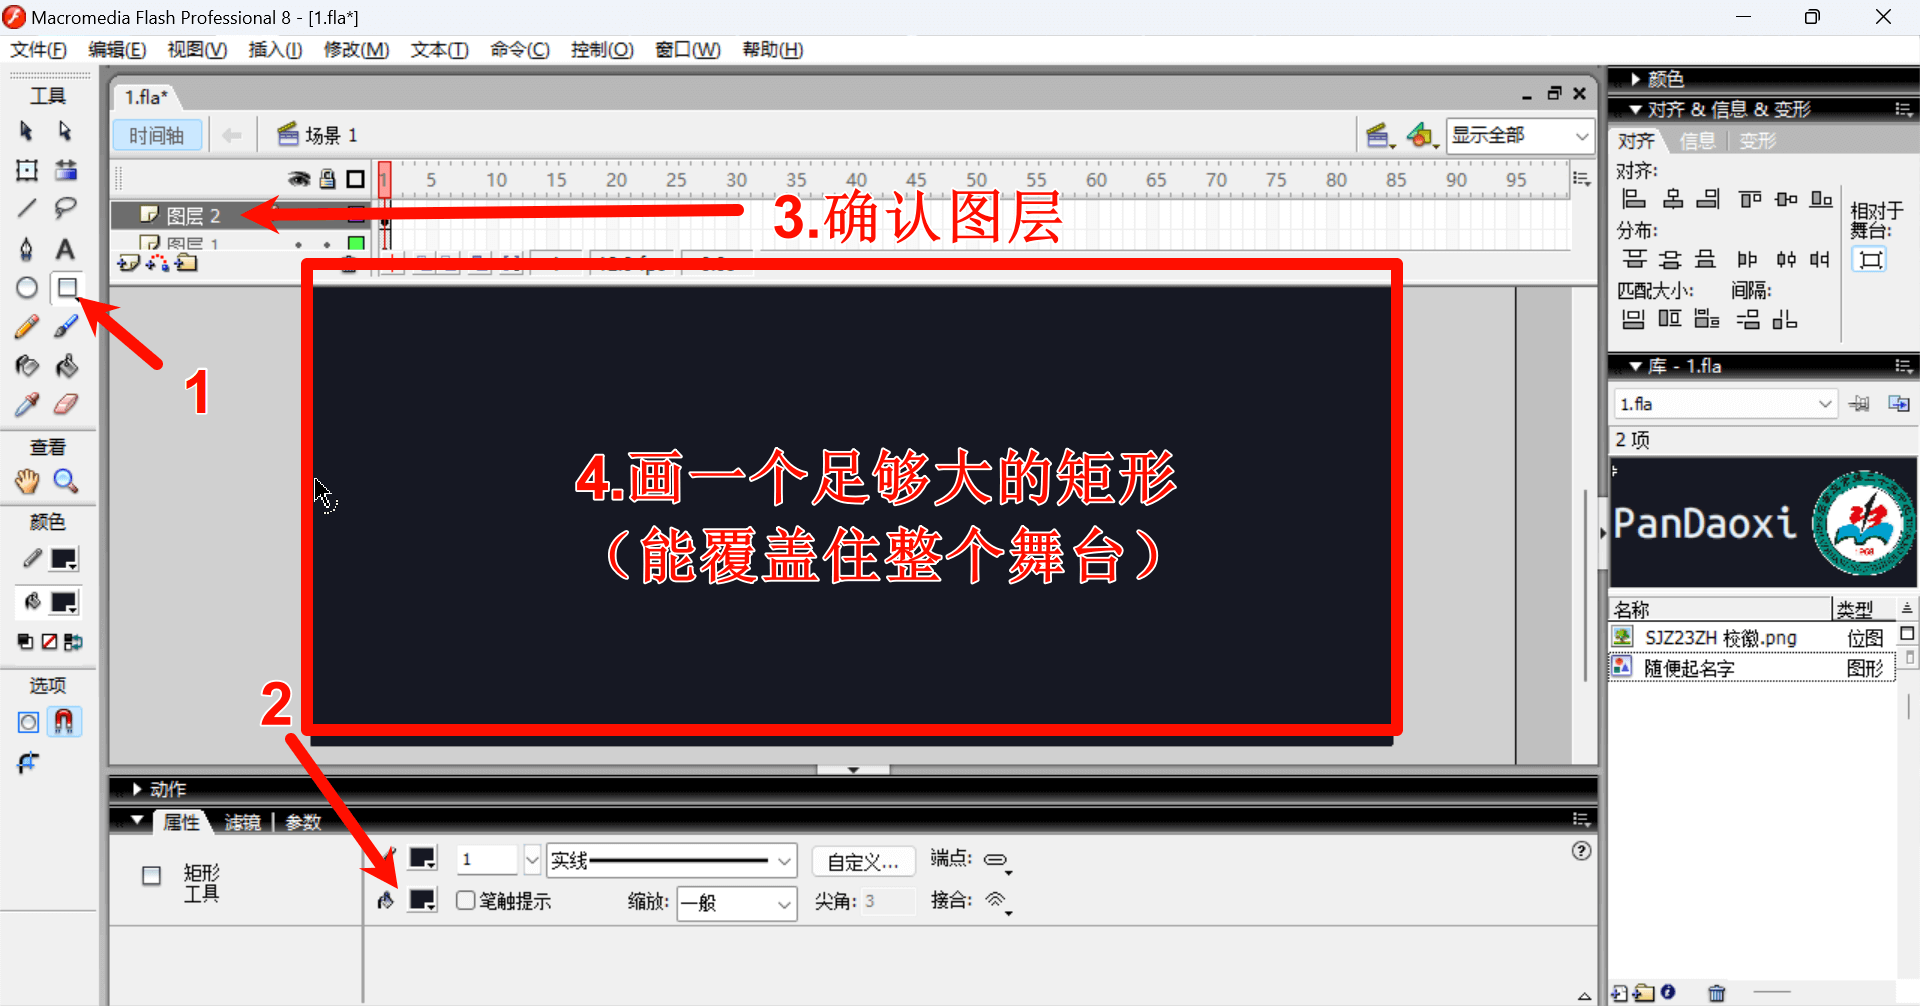 Macromedia Flash Professional 8 - [1.fla*]
文件(F) 编辑(E) 视图(V) 插入(I) 修改(M) 文本(T) 命令(C) 控制(O) 窗口(W) 帮助(H)
工具
1.fla*
时间轴
场景 1
显示全部
1 5 10 15 20 25 30 35 40 45 50 55 60 65 70 75 80 85 90 95
图层 2
图层 1
3.确认图层
1
4.画一个足够大的矩形
（能覆盖住整个舞台）
2
查看
颜色
选项
动作
属性 滤镜 参数
矩形
工具
1
实线
自定义...
端点:
笔触提示
缩放:
一般
尖角: 3
接合:
颜色
对齐 & 信息 & 变形
对齐 信息 变形
对齐:
相对于
舞台:
分布:
匹配大小: 间隔:
库 - 1.fla
1.fla
2 项
PanDaoxi
名称 类型
SJZ23ZH 校徽.png 位图
随便起名字 图形